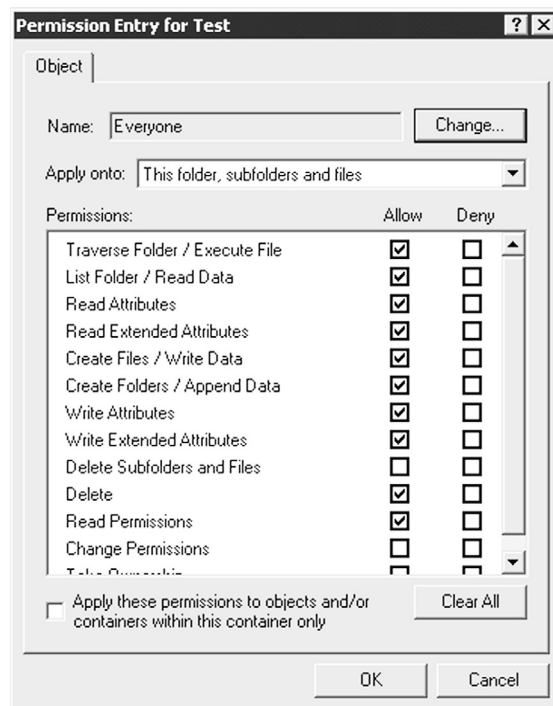 Permission Entry for Test
Object
Name: Everyone Change...
Apply onto: This folder, subfolders and files
Permissions: Allow Deny
Traverse Folder / Execute File
List Folder / Read Data
Read Attributes
Read Extended Attributes
Create Files / Write Data
Create Folders / Append Data
Write Attributes
Write Extended Attributes
Delete Subfolders and Files
Delete
Read Permissions
Change Permissions
Take Ownership
Apply these permissions to objects and/or
containers within this container only
Clear All
OK Cancel